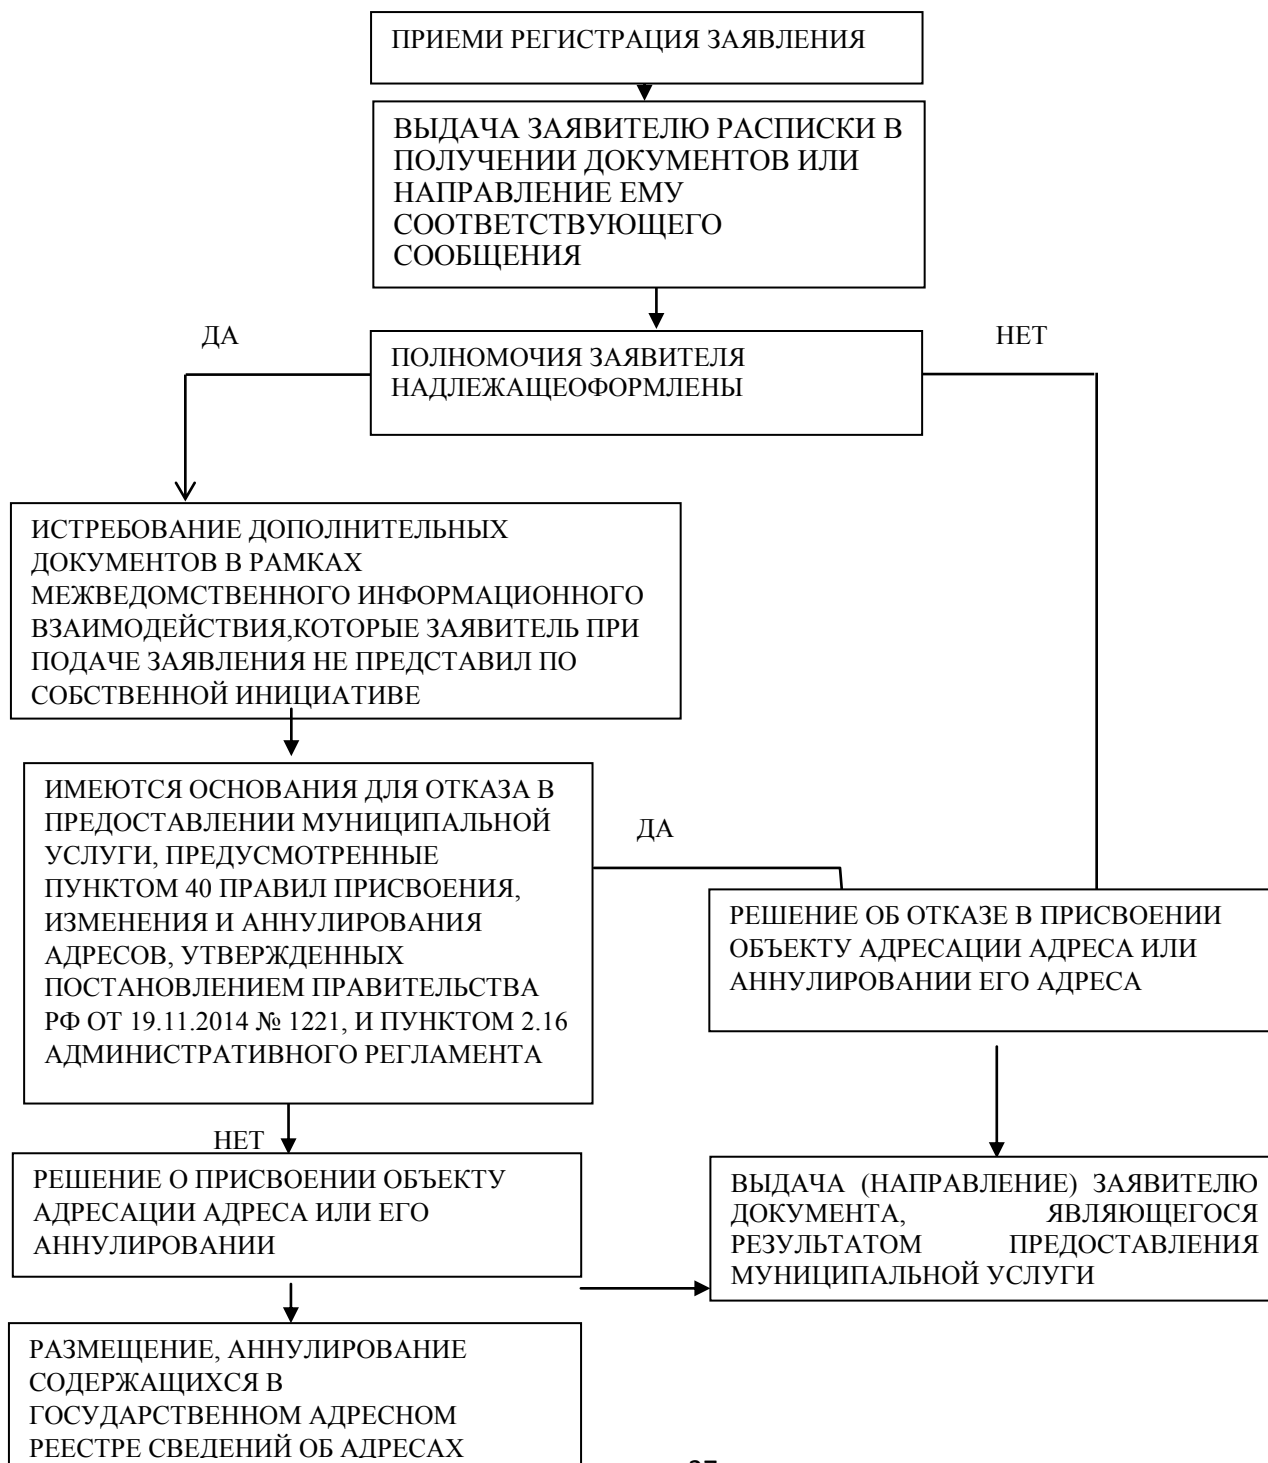 ПРИЕМИ РЕГИСТРАЦИЯ ЗАЯВЛЕНИЯ
ВЫДАЧА ЗАЯВИТЕЛЮ РАСПИСКИ В
ПОЛУЧЕНИИ ДОКУМЕНТОВ ИЛИ
НАПРАВЛЕНИЕ ЕМУ
СООТВЕТСТВУЮЩЕГО
СООБЩЕНИЯ
ДА
НЕТ
ПОЛНОМОЧИЯ ЗАЯВИТЕЛЯ
НАДЛЕЖАЩЕОФОРМЛЕНЫ
ИСТРЕБОВАНИЕ ДОПОЛНИТЕЛЬНЫХ
ДОКУМЕНТОВ В РАМКАХ
МЕЖВЕДОМСТВЕННОГО ИНФОРМАЦИОННОГО
ВЗАИМОДЕЙСТВИЯ,КОТОРЫЕ ЗАЯВИТЕЛЬ ПРИ
ПОДАЧЕ ЗАЯВЛЕНИЯ НЕ ПРЕДСТАВИЛ ПО
СОБСТВЕННОЙ ИНИЦИАТИВЕ
ИМЕЮТСЯ ОСНОВАНИЯ ДЛЯ ОТКАЗА В
ПРЕДОСТАВЛЕНИИ МУНИЦИПАЛЬНОЙ
УСЛУГИ, ПРЕДУСМОТРЕННЫЕ
ПУНКТОМ 40 ПРАВИЛ ПРИСВОЕНИЯ,
ИЗМЕНЕНИЯ И АННУЛИРОВАНИЯ
АДРЕСОВ, УТВЕРЖДЕННЫХ
ПОСТАНОВЛЕНИЕМ ПРАВИТЕЛЬСТВА
РФ ОТ 19.11.2014 № 1221, И ПУНКТОМ 2.16
АДМИНИСТРАТИВНОГО РЕГЛАМЕНТА
ДА
РЕШЕНИЕ ОБ ОТКАЗЕ В ПРИСВОЕНИИ
ОБЪЕКТУ АДРЕСАЦИИ АДРЕСА ИЛИ
АННУЛИРОВАНИИ ЕГО АДРЕСА
НЕТ
РЕШЕНИЕ О ПРИСВОЕНИИ ОБЪЕКТУ
АДРЕСАЦИИ АДРЕСА ИЛИ ЕГО
АННУЛИРОВАНИИ
ВЫДАЧА (НАПРАВЛЕНИЕ) ЗАЯВИТЕЛЮ
ДОКУМЕНТА, ЯВЛЯЮЩЕГОСЯ
РЕЗУЛЬТАТОМ ПРЕДОСТАВЛЕНИЯ
МУНИЦИПАЛЬНОЙ УСЛУГИ
РАЗМЕЩЕНИЕ, АННУЛИРОВАНИЕ
СОДЕРЖАЩИХСЯ В
ГОСУДАРСТВЕННОМ АДРЕСНОМ
РЕЕСТРЕ СВЕДЕНИЙ ОБ АДРЕСАХ